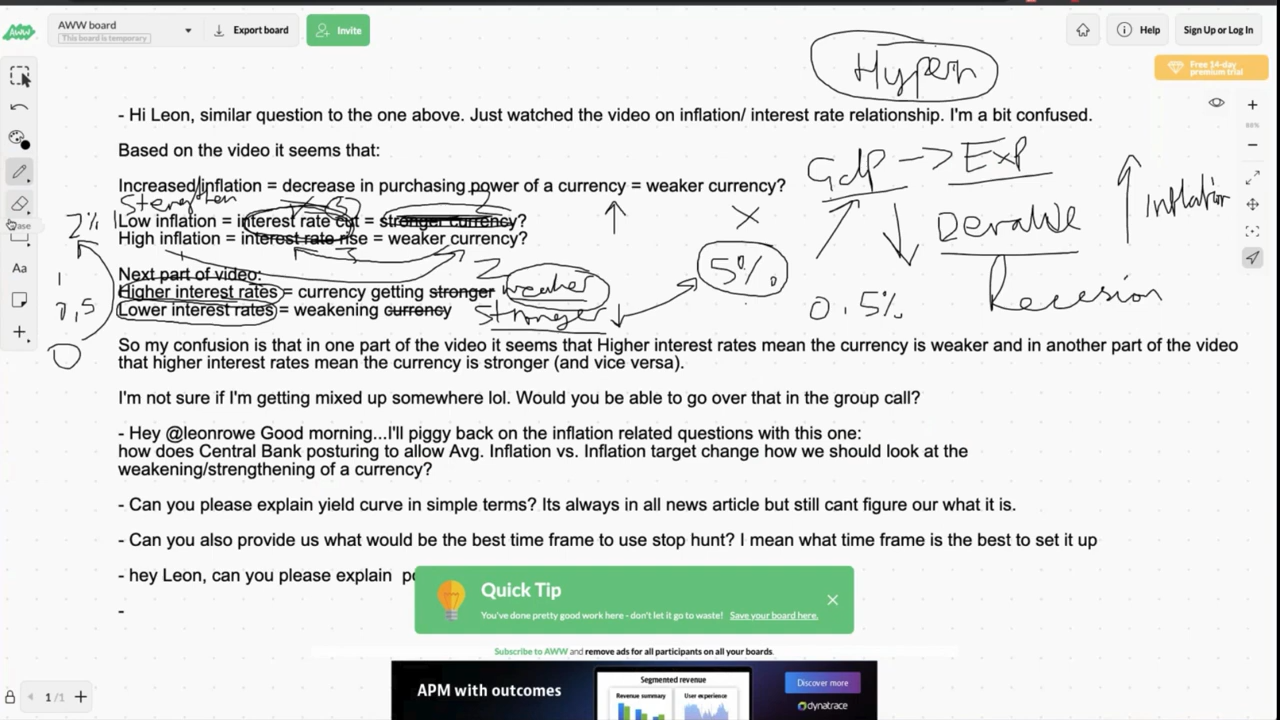 AWW board
This board is temporary
Export board
Invite
Help
Sign Up or Log In
Free 14-day
premium trial
88%
Hypen
- Hi Leon, similar question to the one above. Just watched the video on inflation/ interest rate relationship. I'm a bit confused.
Based on the video it seems that:
GdP -> EXP
Increased inflation = decrease in purchasing power of a currency = weaker currency?
Inflation
Strengthen
2%
Low inflation = interest rate cut = stronger currency?
X
Devalue
High inflation = interest rate rise = weaker currency?
5%
Next part of video:
1
Higher interest rates = currency getting stronger weaker
Recesion
0,5
Lower interest rates = weakening currency
Stronger
0.5%
0
So my confusion is that in one part of the video it seems that Higher interest rates mean the currency is weaker and in another part of the video
that higher interest rates mean the currency is stronger (and vice versa).
I'm not sure if I'm getting mixed up somewhere lol. Would you be able to go over that in the group call?
- Hey @leonrowe Good morning...I'll piggy back on the inflation related questions with this one:
how does Central Bank posturing to allow Avg. Inflation vs. Inflation target change how we should look at the
weakening/strengthening of a currency?
- Can you please explain yield curve in simple terms? Its always in all news article but still cant figure our what it is.
- Can you also provide us what would be the best time frame to use stop hunt? I mean what time frame is the best to set it up
- hey Leon, can you please explain
-
Quick Tip
You've done pretty good work here - don't let it go to waste! Save your board here.
Subscribe to AWW and remove ads for all participants on all your boards.
Aa
1/1
APM with outcomes
Segmented revenue
Revenue summary
User experience
Discover more
dynatrace